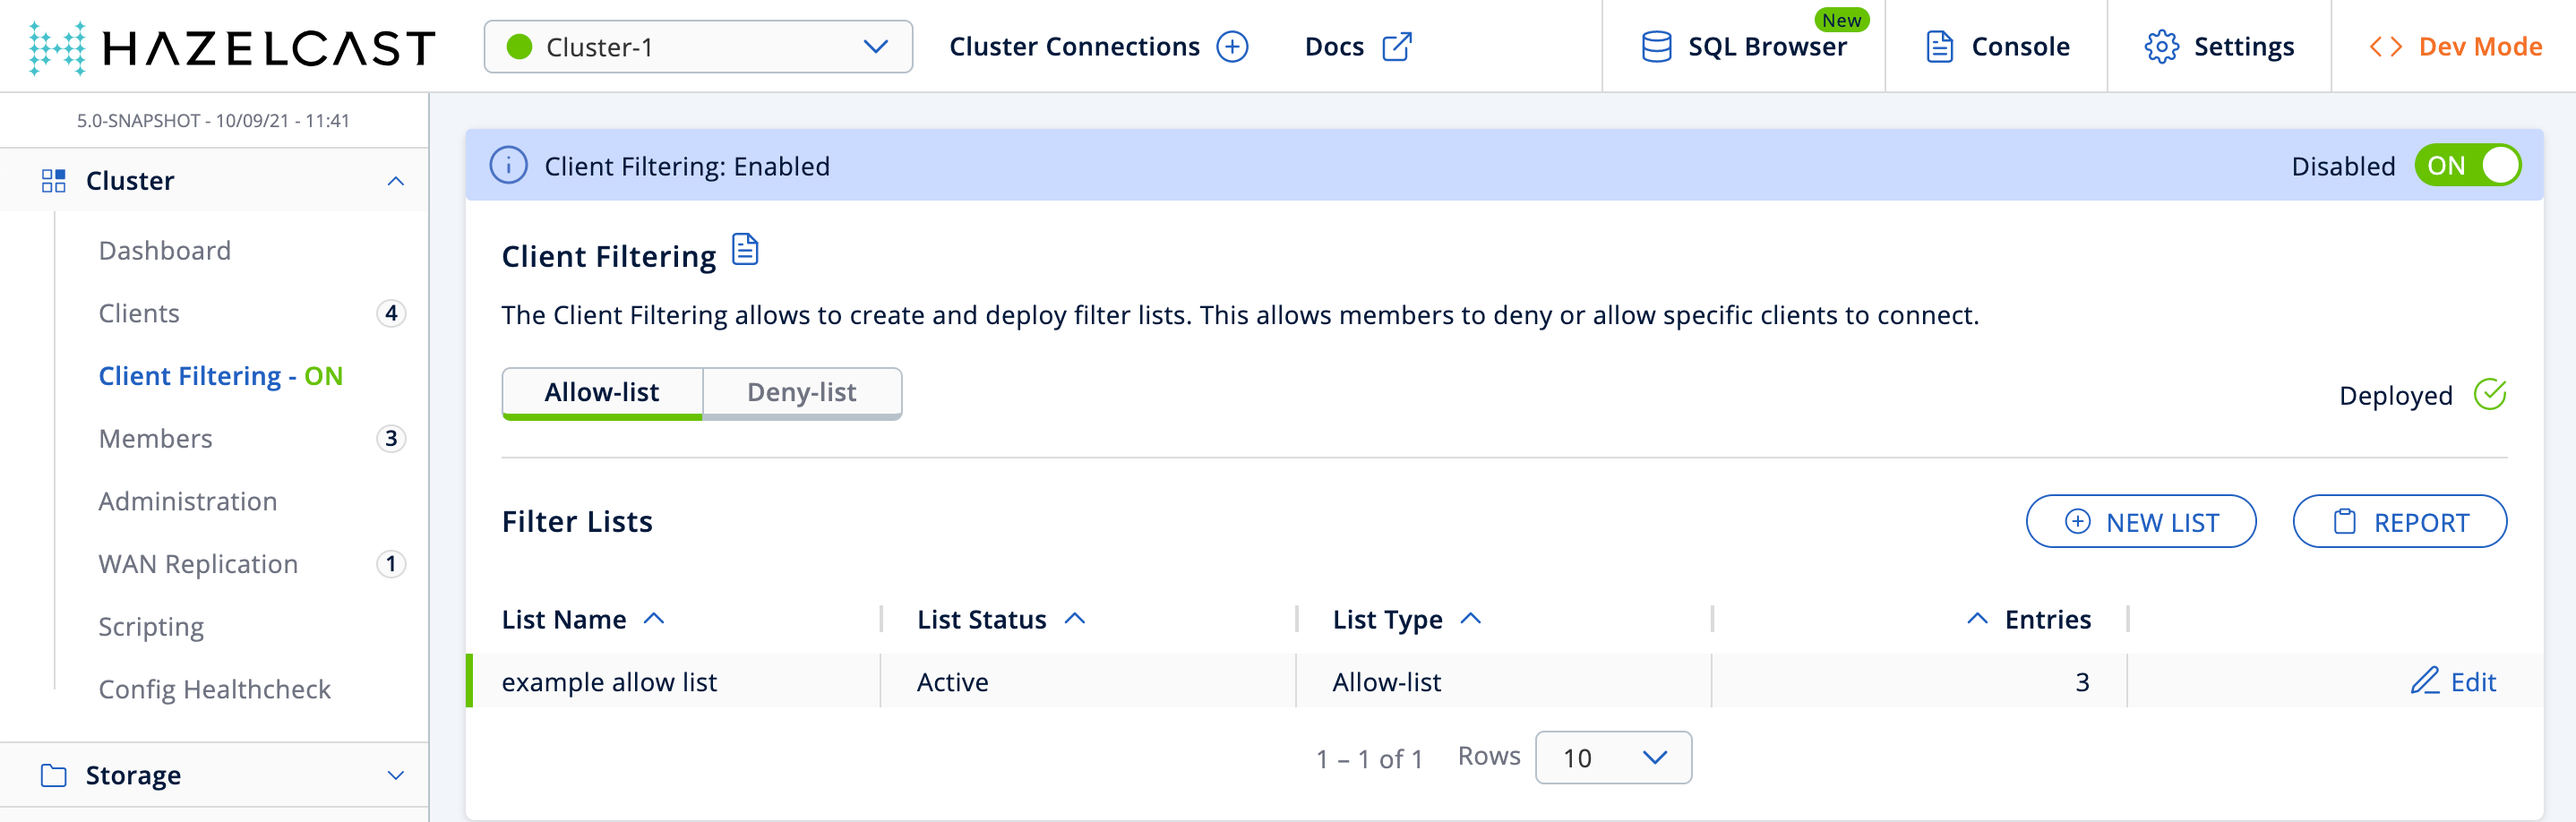 HAZELCAST
Cluster-1
Cluster Connections
Docs
SQL Browser
New
Console
Settings
Dev Mode
5.0-SNAPSHOT - 10/09/21 - 11:41
Cluster
Dashboard
Clients 4
Client Filtering - ON
Members 3
Administration
WAN Replication 1
Scripting
Config Healthcheck
Storage
Client Filtering: Enabled
Disabled ON
Client Filtering
The Client Filtering allows to create and deploy filter lists. This allows members to deny or allow specific clients to connect.
Allow-list Deny-list
Deployed
Filter Lists
NEW LIST
REPORT
List Name List Status List Type Entries
example allow list Active Allow-list 3 Edit
1 – 1 of 1 Rows 10